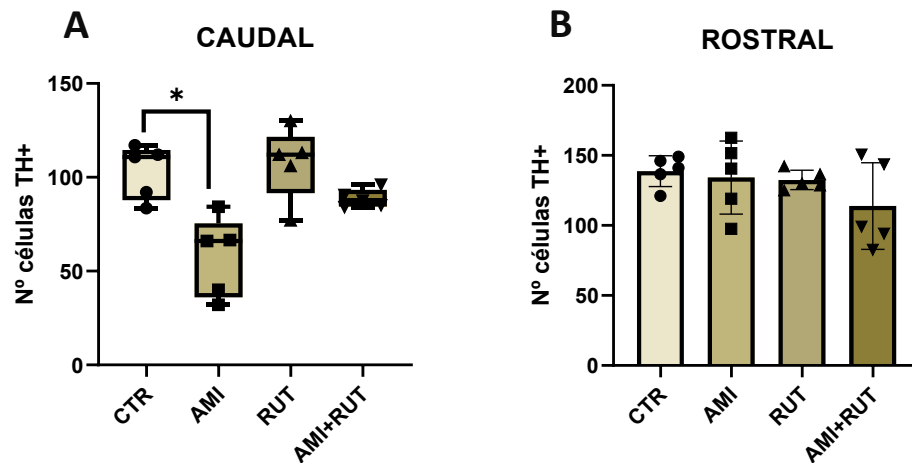 A
CAUDAL
Nº células TH+
150
100
50
0
*
CTR
AMI
RUT
AMI+RUT
B
ROSTRAL
Nº células TH+
200
150
100
50
0
CTR
AMI
RUT
AMI+RUT